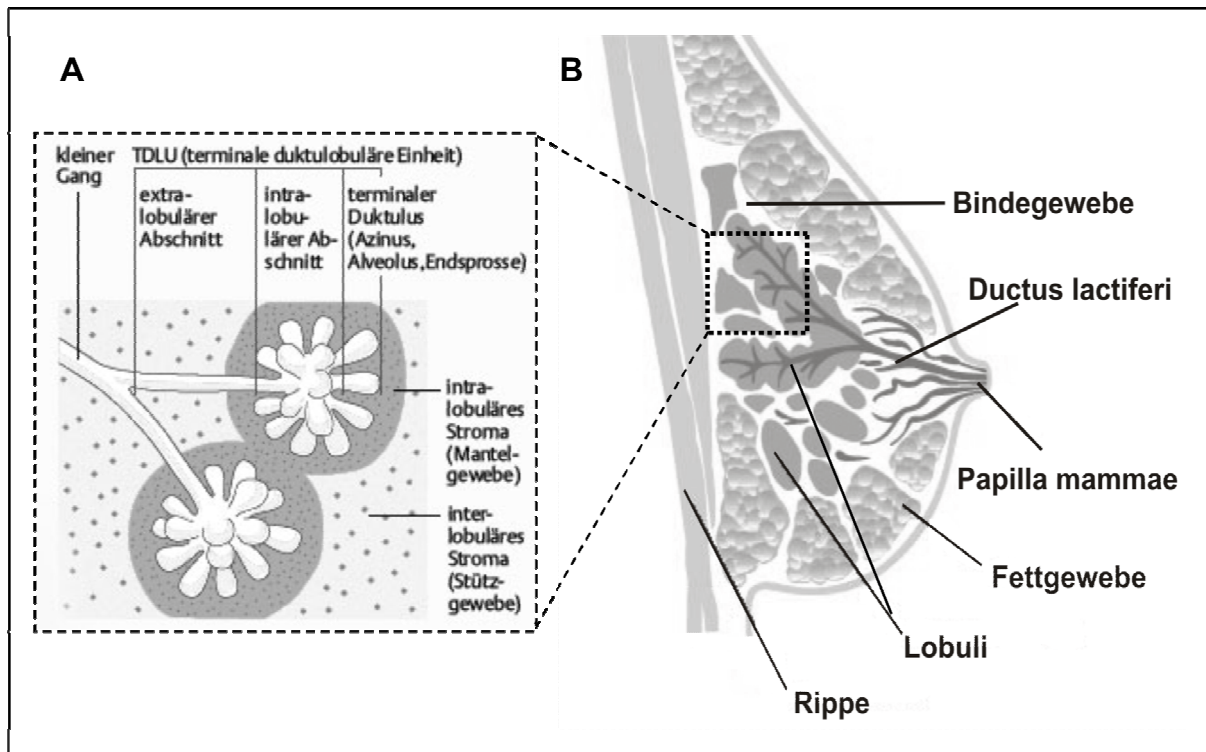 A
B
kleiner
Gang
TDLU (terminale duktulobuläre Einheit)
extra-
lobulärer
Abschnitt
intra-
lobu-
lärer Ab-
schnitt
terminaler
Duktulus
(Azinus,
Alveolus,Endsprosse)
intra-
lobuläres
Stroma
(Mantel-
gewebe)
inter-
lobuläres
Stroma
(Stütz-
gewebe)
Bindegewebe
Ductus lactiferi
Papilla mammae
Fettgewebe
Lobuli
Rippe